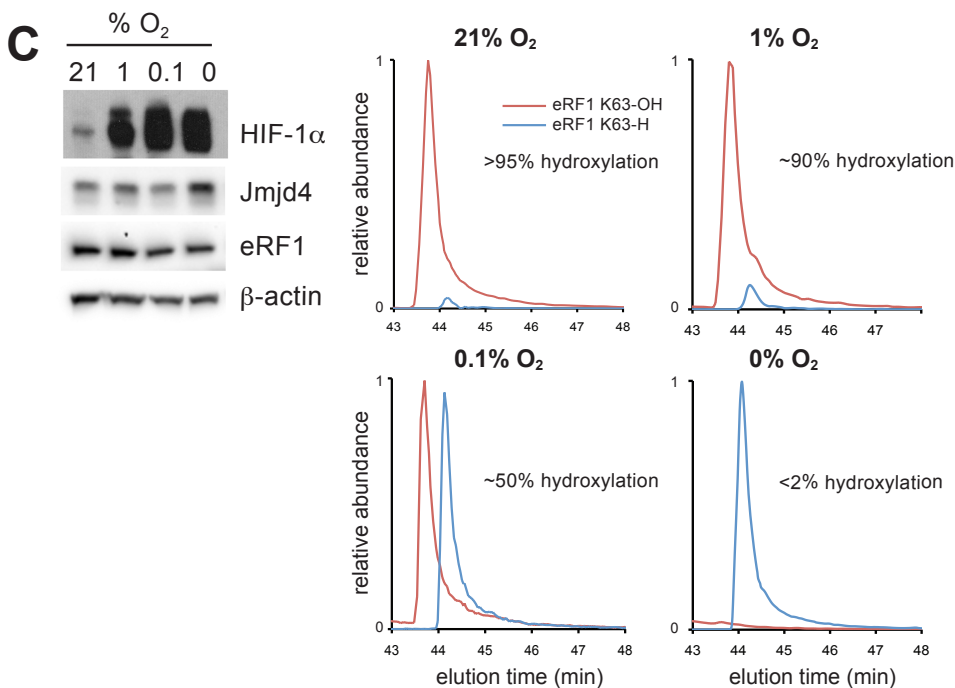 C
% O2
21 1 0.1 0
HIF-1α
Jmjd4
eRF1
β-actin
21% O2
relative abundance
1
0
eRF1 K63-OH
eRF1 K63-H
>95% hydroxylation
43 44 45 46 47 48
1% O2
1
0
~90% hydroxylation
43 44 45 46 47 48
0.1% O2
relative abundance
1
0
~50% hydroxylation
43 44 45 46 47 48
elution time (min)
0% O2
1
0
<2% hydroxylation
43 44 45 46 47 48
elution time (min)